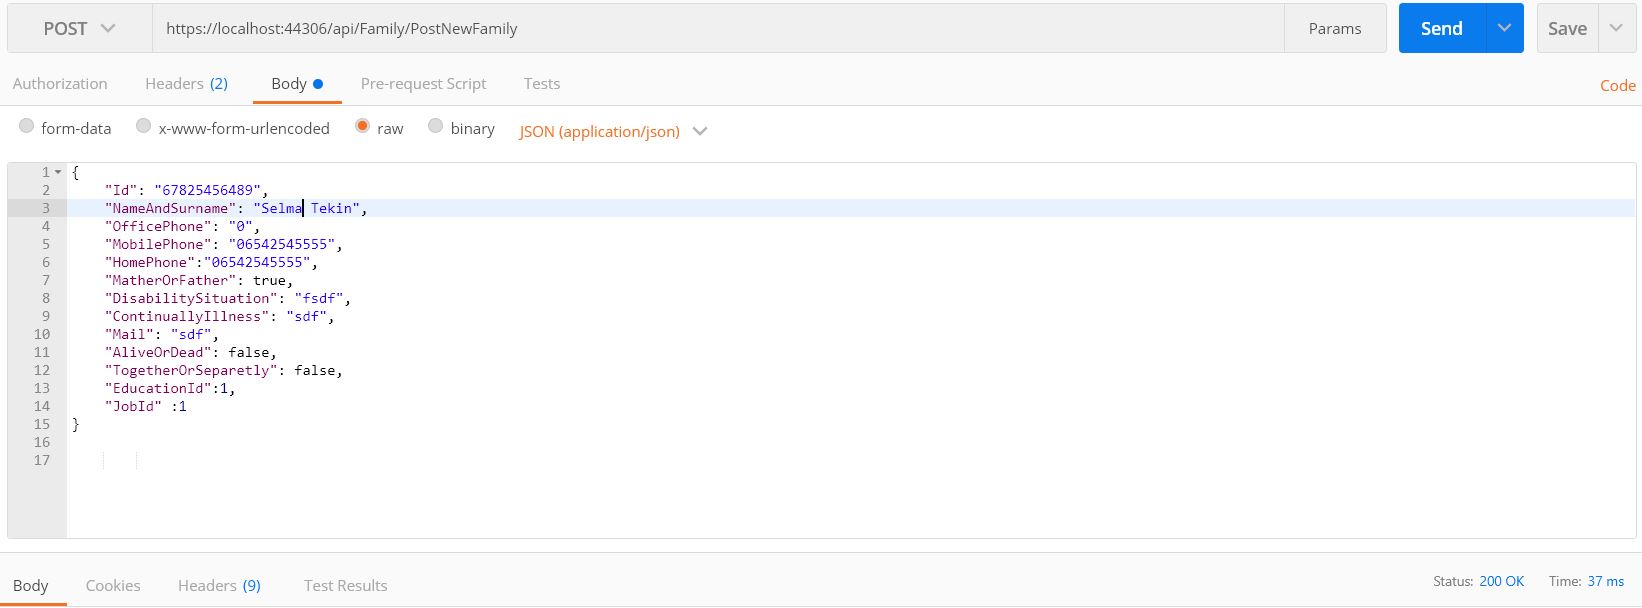 POST https://localhost:44306/api/Family/PostNewFamily Params Send Save
Authorization Headers (2) Body Pre-request Script Tests Code
form-data x-www-form-urlencoded raw binary JSON (application/json)
1 {
2 "Id": "67825456489",
3 "NameAndSurname": "Selma Tekin",
4 "OfficePhone": "0",
5 "MobilePhone": "06542545555",
6 "HomePhone":"06542545555",
7 "MatherOrFather": true,
8 "DisabilitySituation": "fsdf",
9 "ContinuallyIllness": "sdf",
10 "Mail": "sdf",
11 "AliveOrDead": false,
12 "TogetherOrSeparetly": false,
13 "EducationId":1,
14 "JobId" :1
15 }
16
17
Body Cookies Headers (9) Test Results Status: 200 OK Time: 37 ms